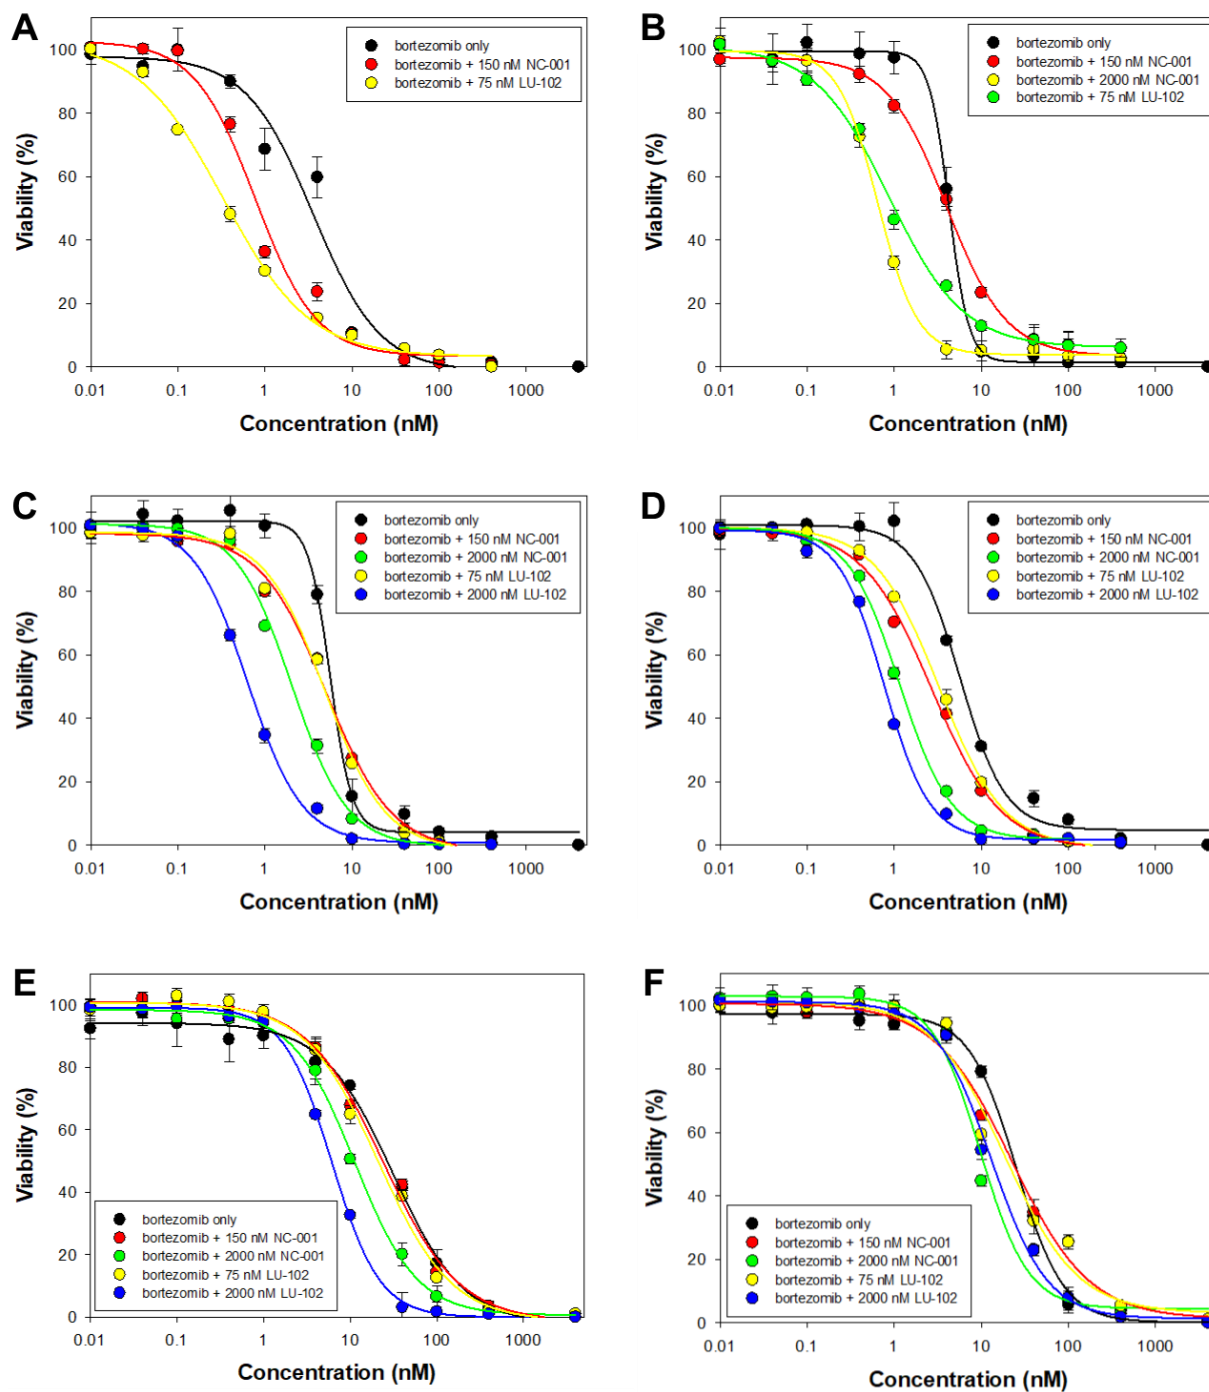 A
bortezomib only
bortezomib + 150 nM NC-001
bortezomib + 75 nM LU-102
100
80
60
40
20
0
Viability (%)
0.01 0.1 1 10 100 1000
Concentration (nM)
B
bortezomib only
bortezomib + 150 nM NC-001
bortezomib + 2000 nM NC-001
bortezomib + 75 nM LU-102
100
80
60
40
20
0
Viability (%)
0.01 0.1 1 10 100 1000
Concentration (nM)
C
bortezomib only
bortezomib + 150 nM NC-001
bortezomib + 2000 nM NC-001
bortezomib + 75 nM LU-102
bortezomib + 2000 nM LU-102
100
80
60
40
20
0
Viability (%)
0.01 0.1 1 10 100 1000
Concentration (nM)
D
bortezomib only
bortezomib + 150 nM NC-001
bortezomib + 2000 nM NC-001
bortezomib + 75 nM LU-102
bortezomib + 2000 nM LU-102
100
80
60
40
20
0
Viability (%)
0.01 0.1 1 10 100 1000
Concentration (nM)
E
100
80
60
40
20
0
Viability (%)
bortezomib only
bortezomib + 150 nM NC-001
bortezomib + 2000 nM NC-001
bortezomib + 75 nM LU-102
bortezomib + 2000 nM LU-102
0.01 0.1 1 10 100 1000
Concentration (nM)
F
100
80
60
40
20
0
Viability (%)
bortezomib only
bortezomib + 150 nM NC-001
bortezomib + 2000 nM NC-001
bortezomib + 75 nM LU-102
bortezomib + 2000 nM LU-102
0.01 0.1 1 10 100 1000
Concentration (nM)